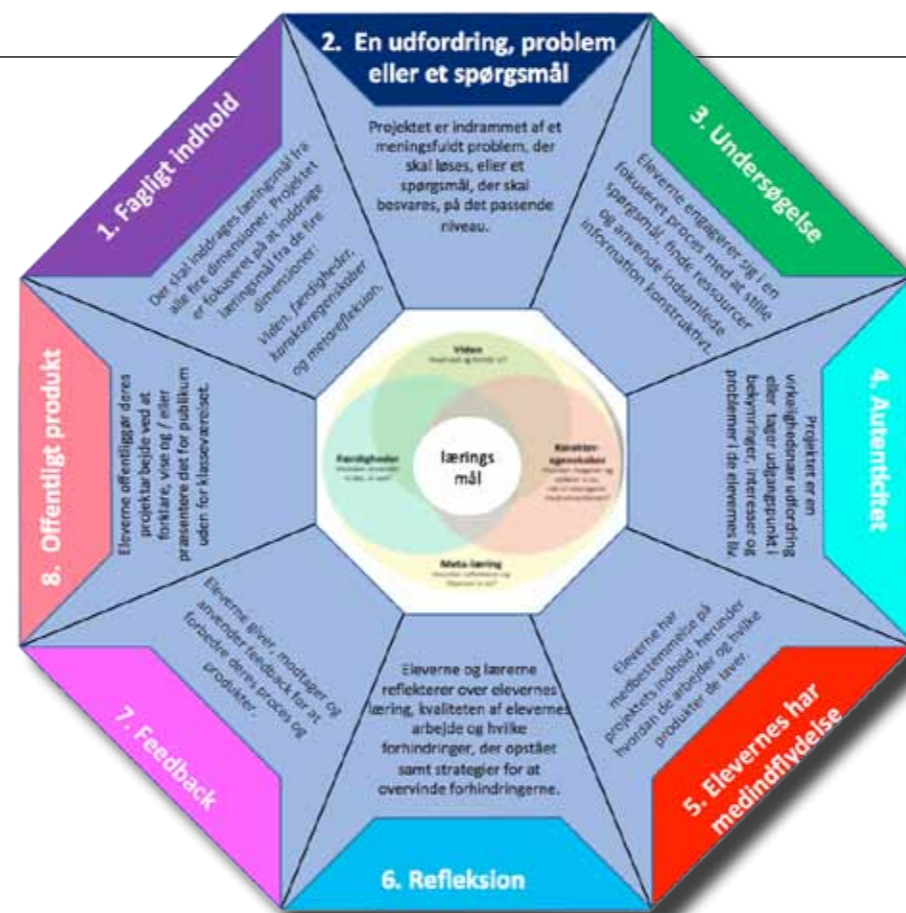 1. Fagligt indhold
Der skal inddrages læringsmål fra
alle fire dimensioner. Projektet
er fokuseret på at inddrage
læringsmål fra de fire
dimensioner:
Viden, færdigheder,
karakteregenskaber
og metarefleksion.
2. En udfordring, problem
eller et spørgsmål
Projektet er indrammet af et
meningsfuldt problem, der
skal løses, eller et
spørgsmål, der skal
besvares, på det passende
niveau.
3. Undersøgelse
Eleverne engagerer sig i en
fokuseret proces med at stille
spørgsmål, finde ressourcer
og anvende indsamlede
information konstruktivt.
4. Autenticitet
Projektet er en
virkelighedsnær udfordring
eller tager udgangspunkt i
bekymringer, interesser og
problemer i de elevernes liv
5. Elevernes har
medindflydelse
Eleverne har
medbestemmelse på
projektets indhold, herunder
hvordan de arbejder og hvilke
produkter de laver.
6. Refleksion
Eleverne og lærerne
reflekterer over elevernes
læring, kvaliteten af elevernes
arbejde og hvilke
forhindringer, der opstået
samt strategier for at
overvinde forhindringerne.
7. Feedback
Eleverne giver, modtager og
anvender feedback for at
forbedre deres proces og
produkter.
8. Offentligt produkt
Eleverne offentliggør deres
projektarbejde ved at
forklare, vise og / eller
præsentere det for publikum
uden for klasseværelset.
Viden
Færdigheder
lærings
mål
Karakter-
egenskaber
Meta-læring